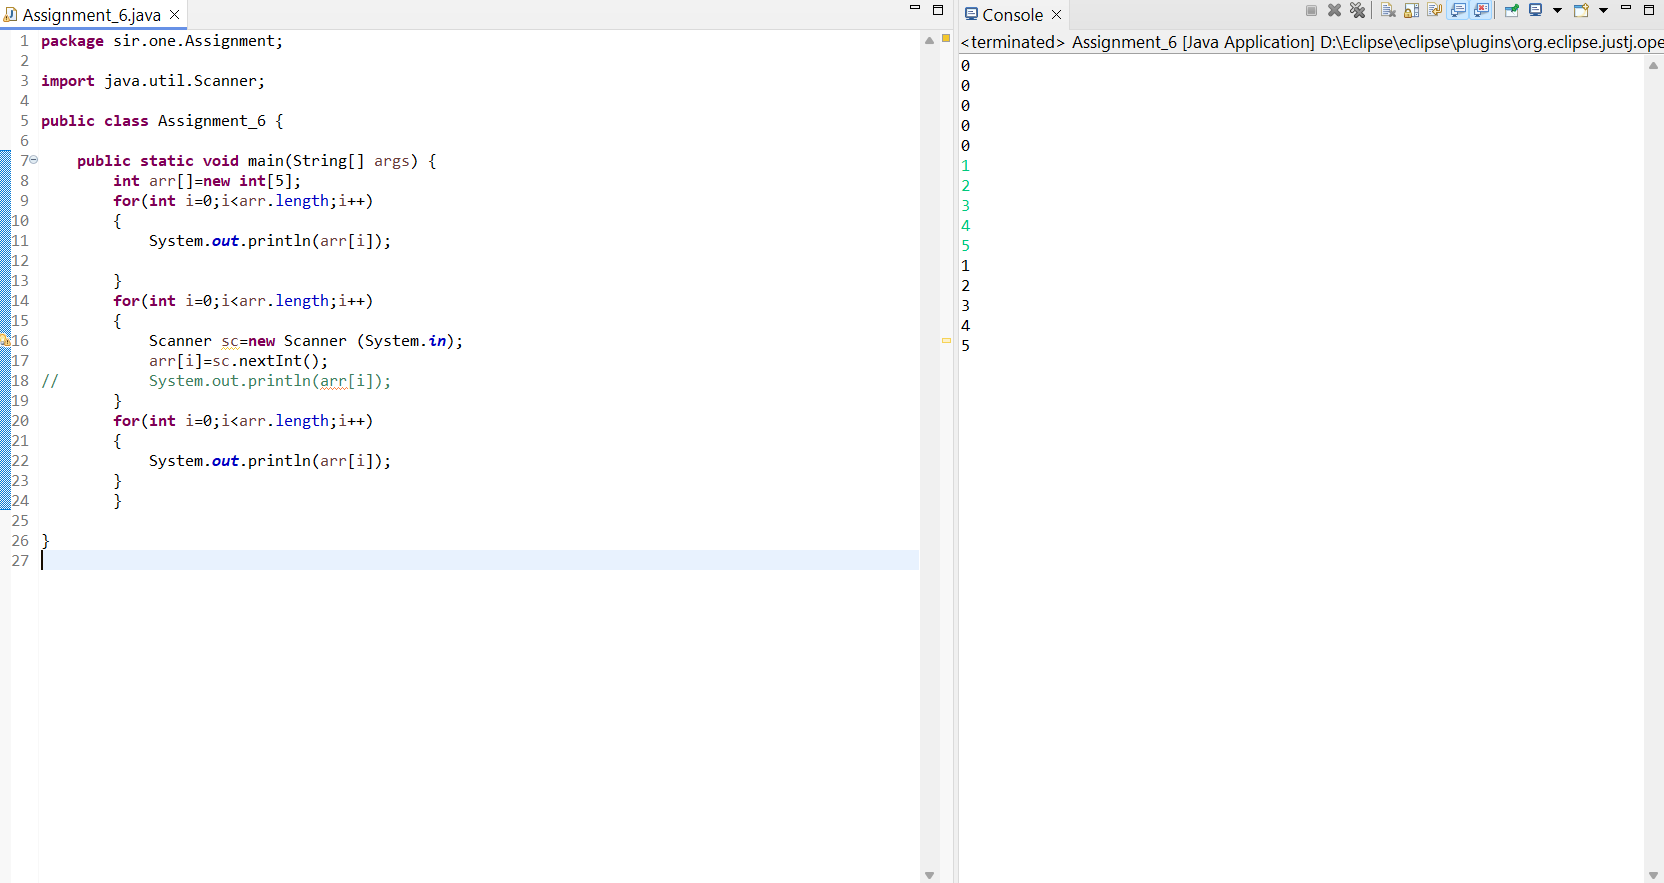 Assignment_6.java
1 package sir.one.Assignment;
2
3 import java.util.Scanner;
4
5 public class Assignment_6 {
6
7 public static void main(String[] args) {
8 int arr[]=new int[5];
9 for(int i=0;i<arr.length;i++)
10 {
11 System.out.println(arr[i]);
12
13 }
14 for(int i=0;i<arr.length;i++)
15 {
16 Scanner sc=new Scanner (System.in);
17 arr[i]=sc.nextInt();
18 // System.out.println(arr[i]);
19 }
20 for(int i=0;i<arr.length;i++)
21 {
22 System.out.println(arr[i]);
23 }
24 }
25
26 }
27
Console
<terminated> Assignment_6 [Java Application] D:\Eclipse\eclipse\plugins\org.eclipse.justj.ope
0
0
0
0
0
1
2
3
4
5
1
2
3
4
5